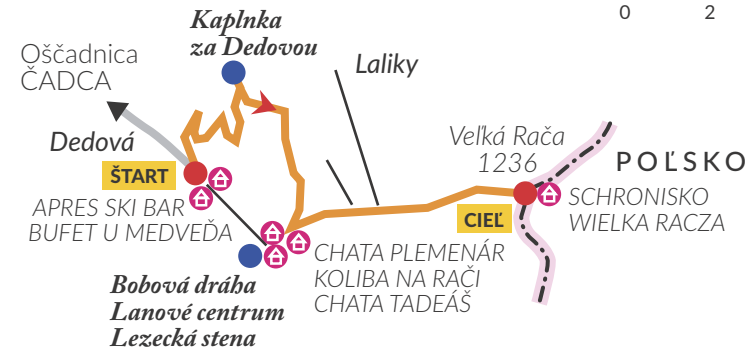 0 2
Kaplnka
za Dedovou
Oščadnica
ČADCA
Laliky
Dedová
Veľká Rača
1236
POĽSKO
ŠTART
APRES SKI BAR
BUFET U MEDVEĎA
CIEĽ
SCHRONISKO
WIELKA RACZA
CHATA PLEMENÁR
KOLIBA NA RAČI
CHATA TADEÁŠ
Bobová dráha
Lanové centrum
Lezecká stena